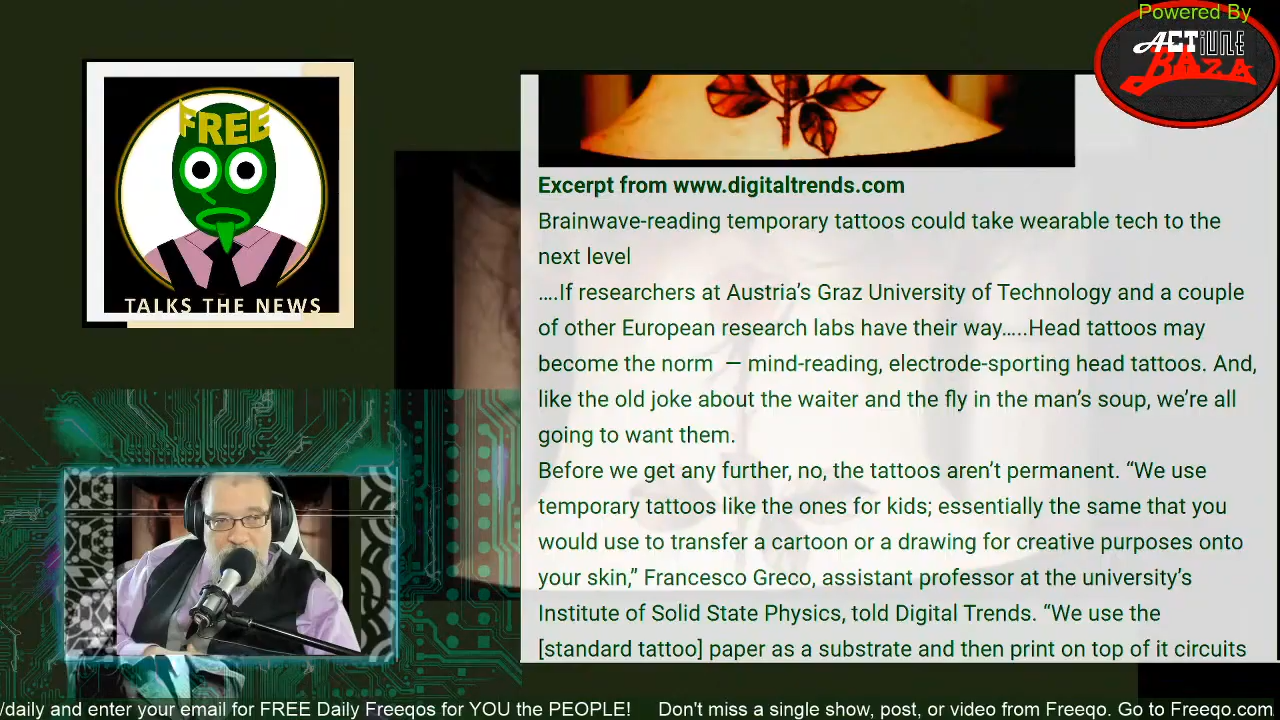 Powered By
ACTiUNE
BAZA
FREE
TALKS THE NEWS
Excerpt from www.digitaltrends.com
Brainwave-reading temporary tattoos could take wearable tech to the
next level
….If researchers at Austria’s Graz University of Technology and a couple
of other European research labs have their way…..Head tattoos may
become the norm — mind-reading, electrode-sporting head tattoos. And,
like the old joke about the waiter and the fly in the man’s soup, we’re all
going to want them.
Before we get any further, no, the tattoos aren’t permanent. “We use
temporary tattoos like the ones for kids; essentially the same that you
would use to transfer a cartoon or a drawing for creative purposes onto
your skin,” Francesco Greco, assistant professor at the university’s
Institute of Solid State Physics, told Digital Trends. “We use the
[standard tattoo] paper as a substrate and then print on top of it circuits
/daily and enter your email for FREE Daily Freeqos for YOU the PEOPLE! Don't miss a single show, post, or video from Freeqo. Go to Freeqo.com